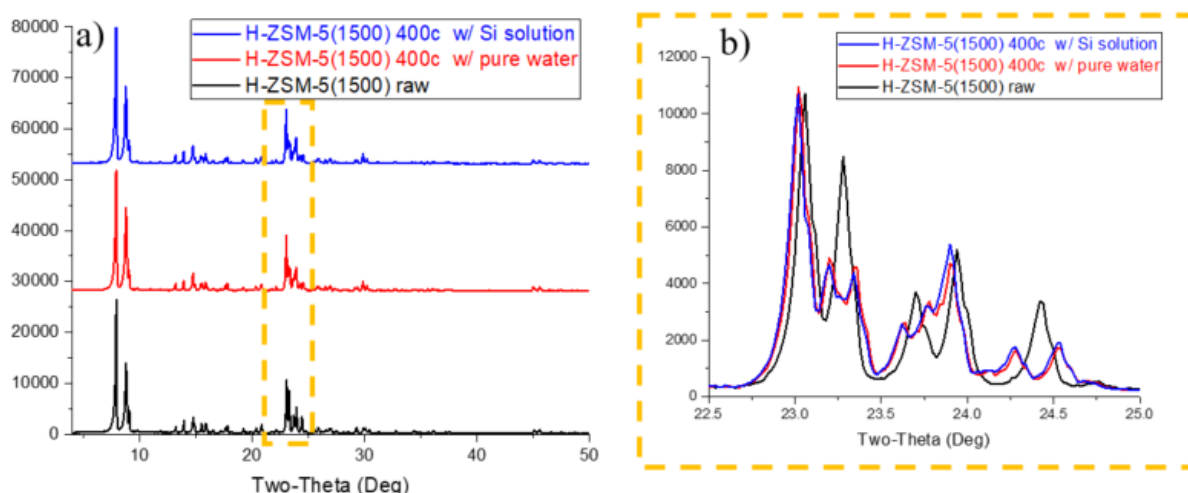 a)
H-ZSM-5(1500) 400c w/ Si solution
H-ZSM-5(1500) 400c w/ pure water
H-ZSM-5(1500) raw
80000
70000
60000
50000
40000
30000
20000
10000
0
10 20 30 40 50
Two-Theta (Deg)
b)
H-ZSM-5(1500) 400c w/ Si solution
H-ZSM-5(1500) 400c w/ pure water
H-ZSM-5(1500) raw
12000
10000
8000
6000
4000
2000
0
22.5 23.0 23.5 24.0 24.5 25.0
Two-Theta (Deg)